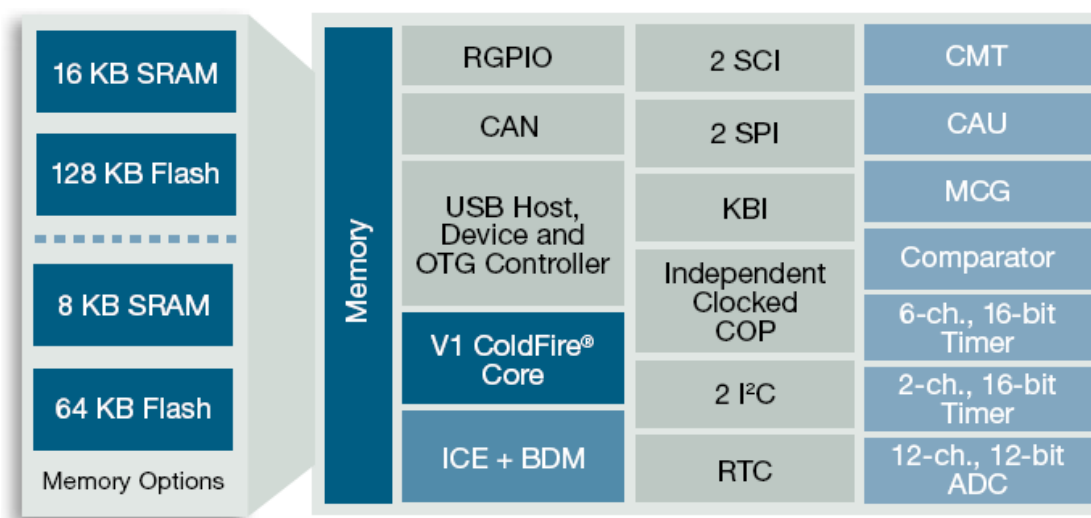 16 KB SRAM
128 KB Flash
8 KB SRAM
64 KB Flash
Memory Options
Memory
RGPIO
CAN
USB Host,
Device and
OTG Controller
V1 ColdFire®
Core
ICE + BDM
2 SCI
2 SPI
KBI
Independent
Clocked
COP
2 I²C
RTC
CMT
CAU
MCG
Comparator
6-ch., 16-bit
Timer
2-ch., 16-bit
Timer
12-ch., 12-bit
ADC